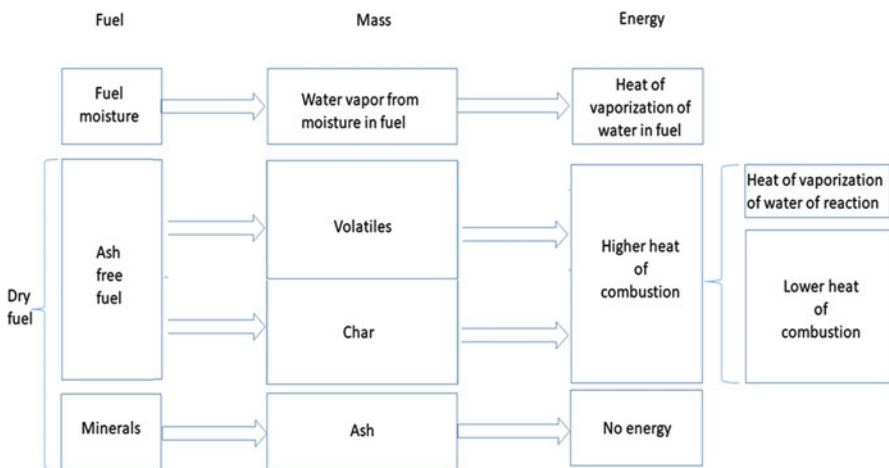 Fuel
Mass
Energy
Fuel
moisture
Water vapor from
moisture in fuel
Heat of
vaporization of
water in fuel
Dry
fuel
Ash
free
fuel
Volatiles
Char
Higher heat
of
combustion
Heat of vaporization
of water of reaction
Lower heat
of
combustion
Minerals
Ash
No energy